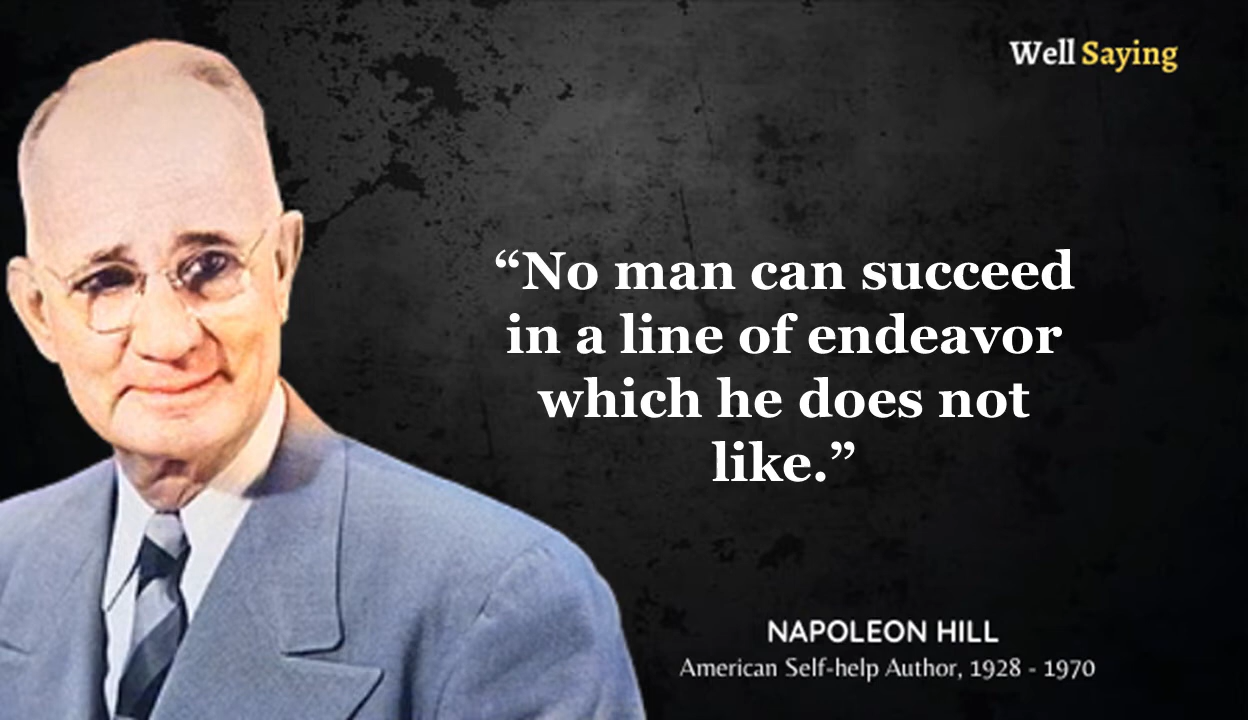 Well Saying
“No man can succeed
in a line of endeavor
which he does not
like.”
NAPOLEON HILL
American Self-help Author, 1928 - 1970